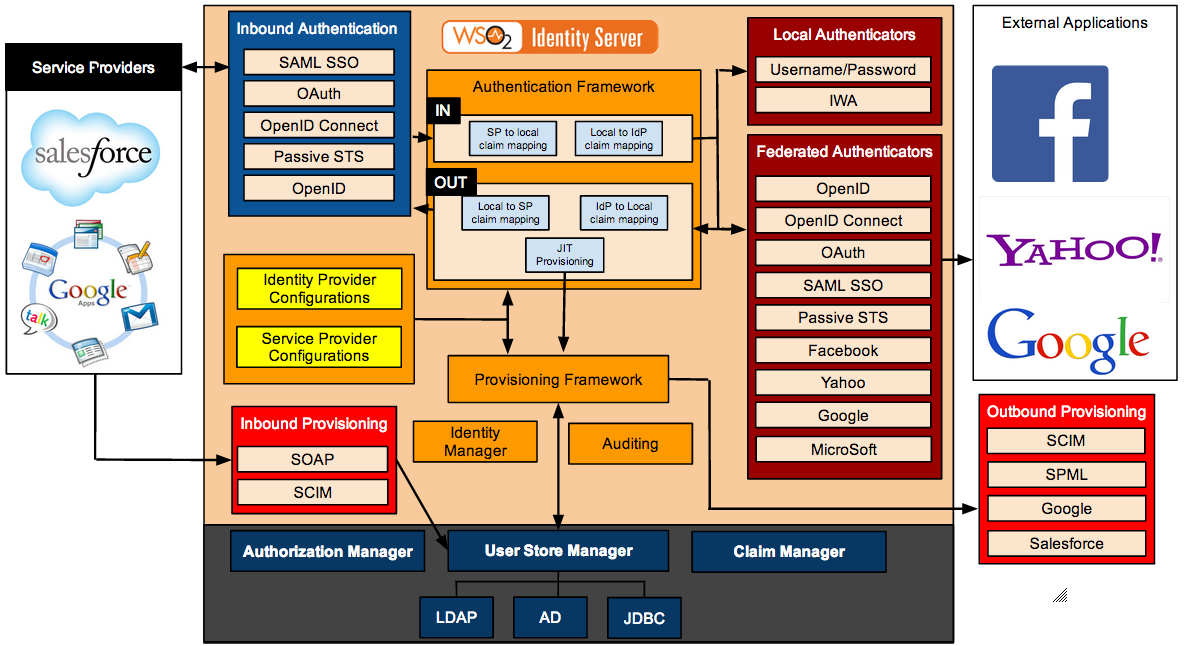 Service Providers
salesforce
Google
Apps
talk
Inbound Authentication
SAML SSO
OAuth
OpenID Connect
Passive STS
OpenID
WSO2 Identity Server
Authentication Framework
IN
SP to local
claim mapping
Local to IdP
claim mapping
OUT
Local to SP
claim mapping
IdP to Local
claim mapping
JIT
Provisioning
Identity Provider
Configurations
Service Provider
Configurations
Provisioning Framework
Identity
Manager
Auditing
Inbound Provisioning
SOAP
SCIM
Local Authenticators
Username/Password
IWA
Federated Authenticators
OpenID
OpenID Connect
OAuth
SAML SSO
Passive STS
Facebook
Yahoo
Google
MicroSoft
External Applications
f
YAHOO!
Google
Outbound Provisioning
SCIM
SPML
Google
Salesforce
Authorization Manager
User Store Manager
Claim Manager
LDAP
AD
JDBC